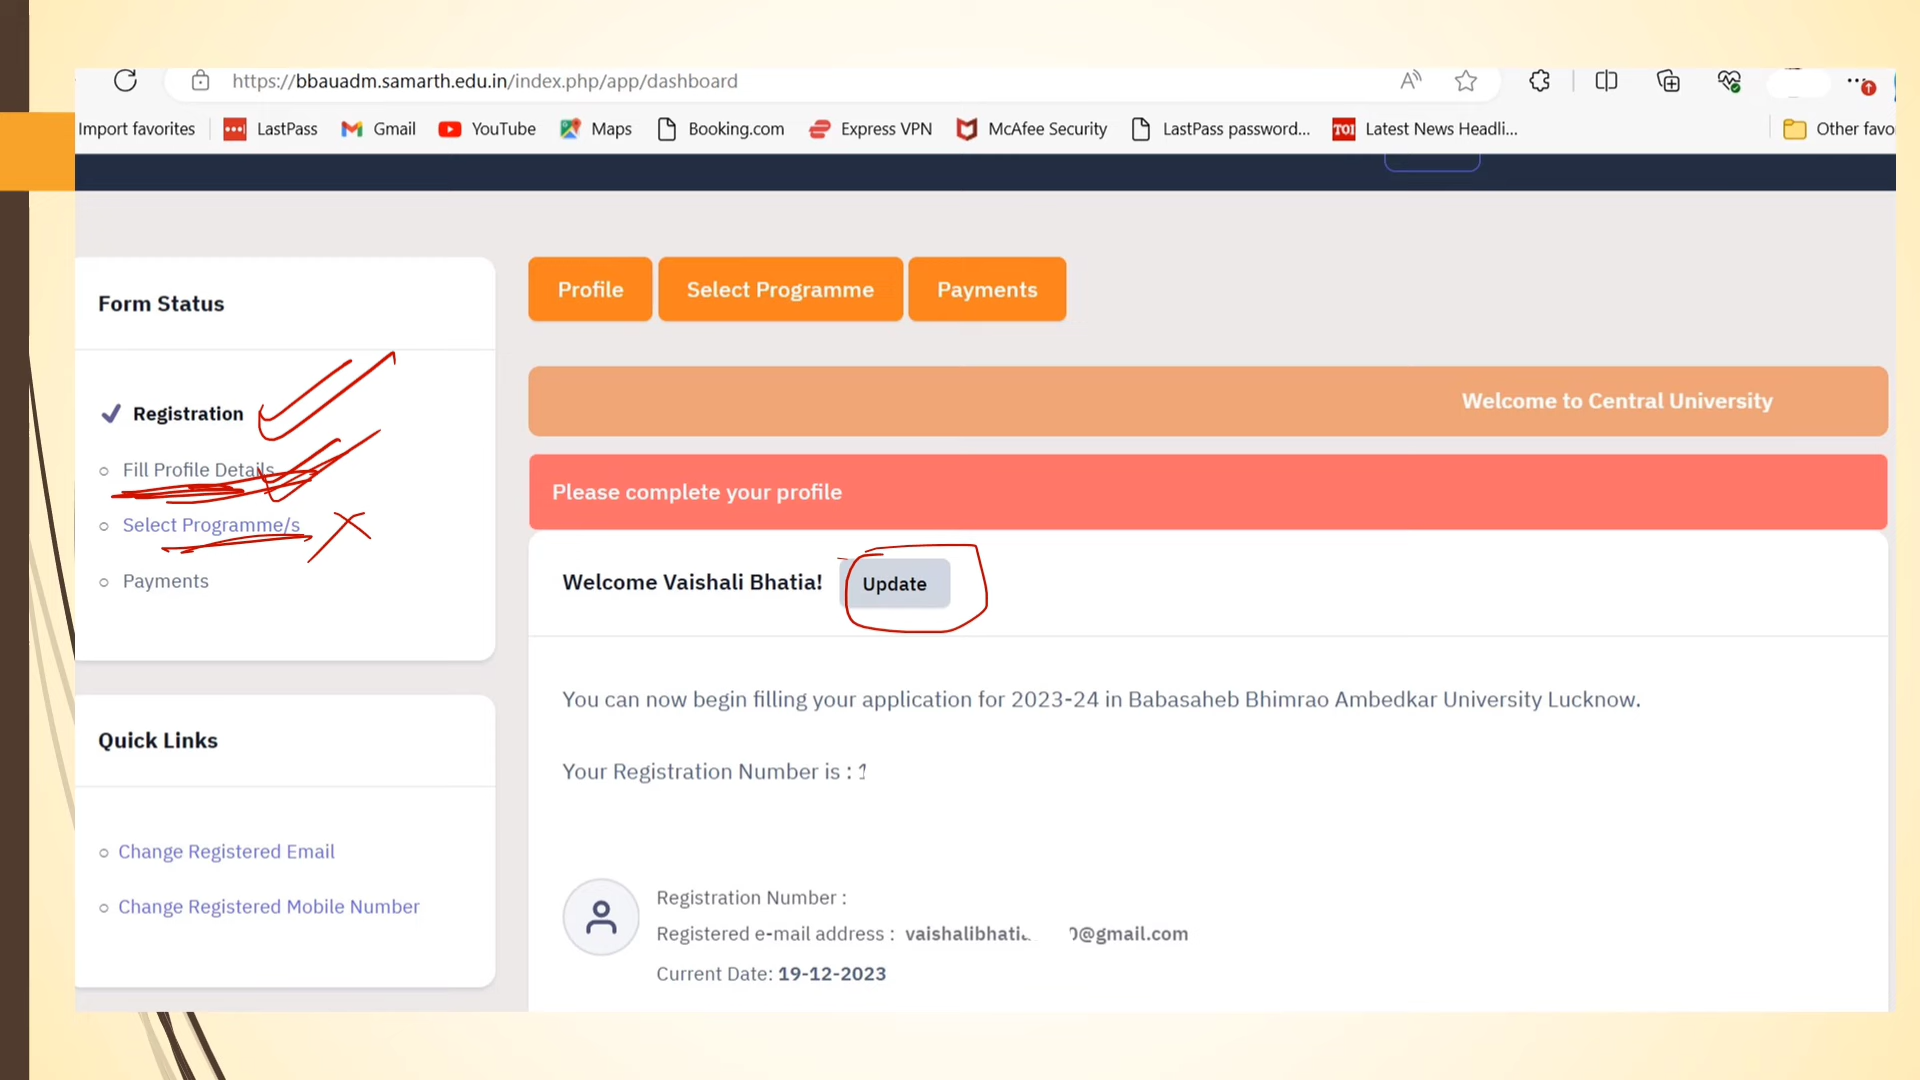 https://bbauadm.samarth.edu.in/index.php/app/dashboard
Import favorites LastPass Gmail YouTube Maps Booking.com Express VPN McAfee Security LastPass password... TOI Latest News Headli... Other favo
Form Status
Registration
Fill Profile Details
Select Programme/s
Payments
Quick Links
Change Registered Email
Change Registered Mobile Number
Profile Select Programme Payments
Welcome to Central University
Please complete your profile
Welcome Vaishali Bhatia! Update
You can now begin filling your application for 2023-24 in Babasaheb Bhimrao Ambedkar University Lucknow.
Your Registration Number is :
Registration Number :
Registered e-mail address : vaishalibhati @gmail.com
Current Date: 19-12-2023